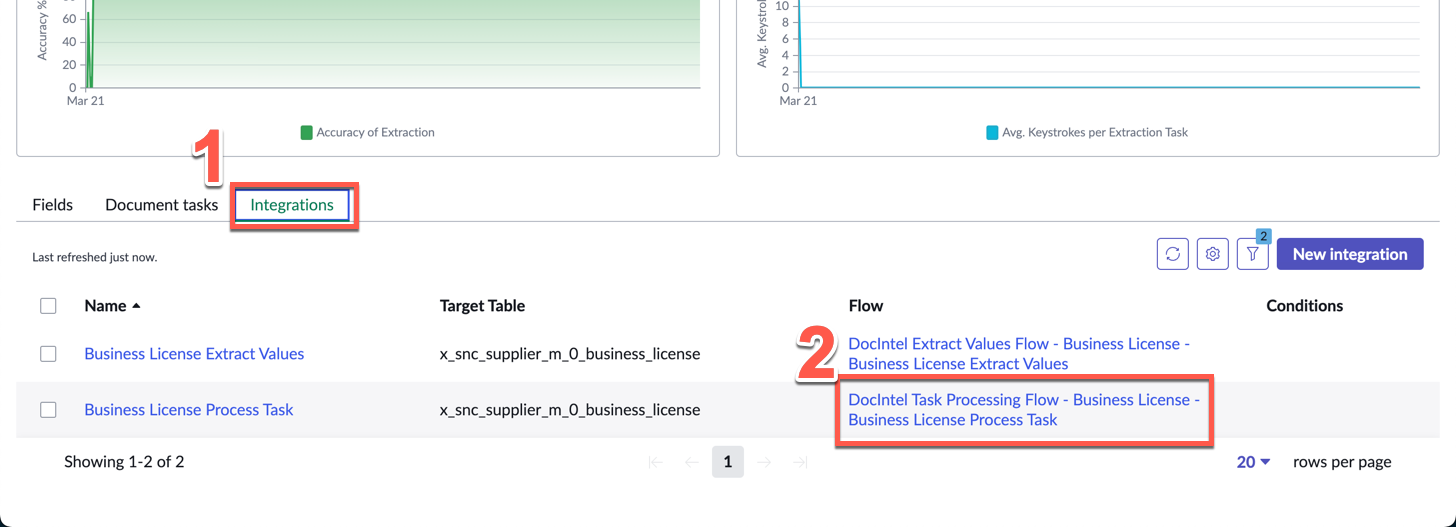 Accuracy %
60
40
20
0
Mar 21
Accuracy of Extraction
Avg. Keystrok
10
8
6
4
2
0
Mar 21
Avg. Keystrokes per Extraction Task
1
Fields
Document tasks
Integrations
Last refreshed just now.
2
New integration
Name
Target Table
Flow
Conditions
Business License Extract Values
x_snc_supplier_m_0_business_license
2
DocIntel Extract Values Flow - Business License -
Business License Extract Values
Business License Process Task
x_snc_supplier_m_0_business_license
DocIntel Task Processing Flow - Business License -
Business License Process Task
Showing 1-2 of 2
1
20
rows per page